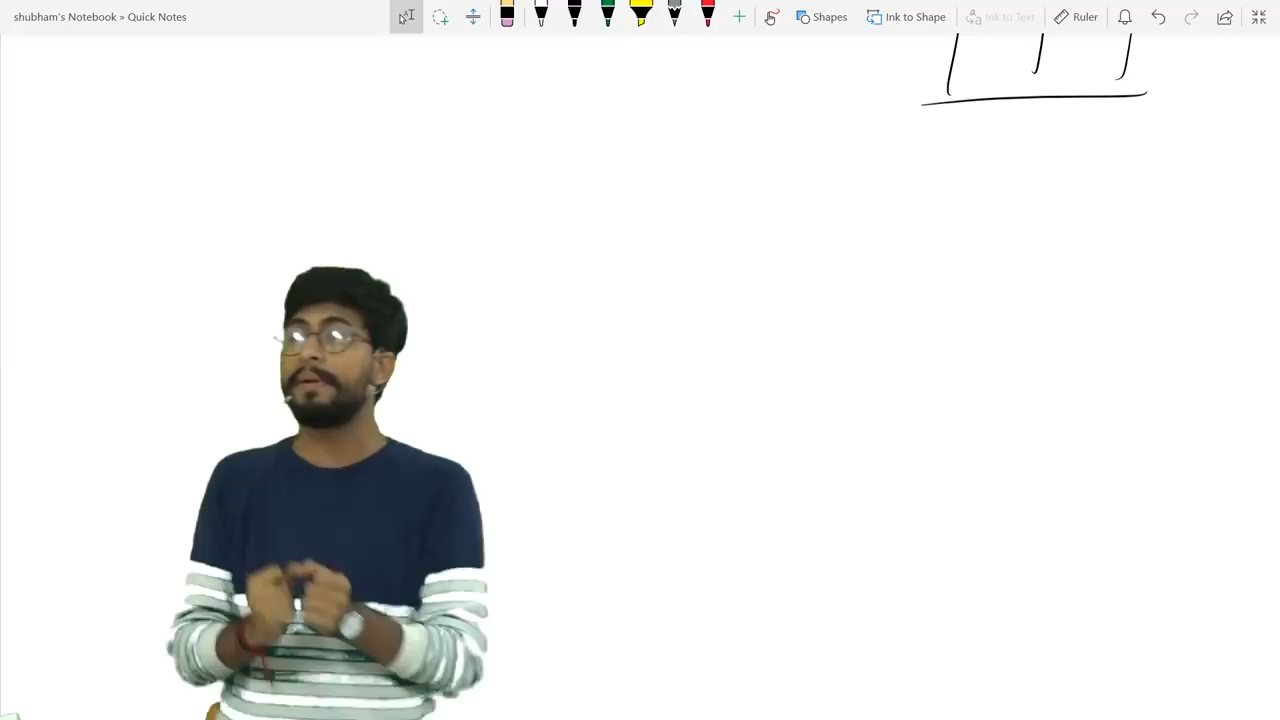 shubham's Notebook » Quick Notes
Shapes
Ink to Shape
Ink to Text
Ruler